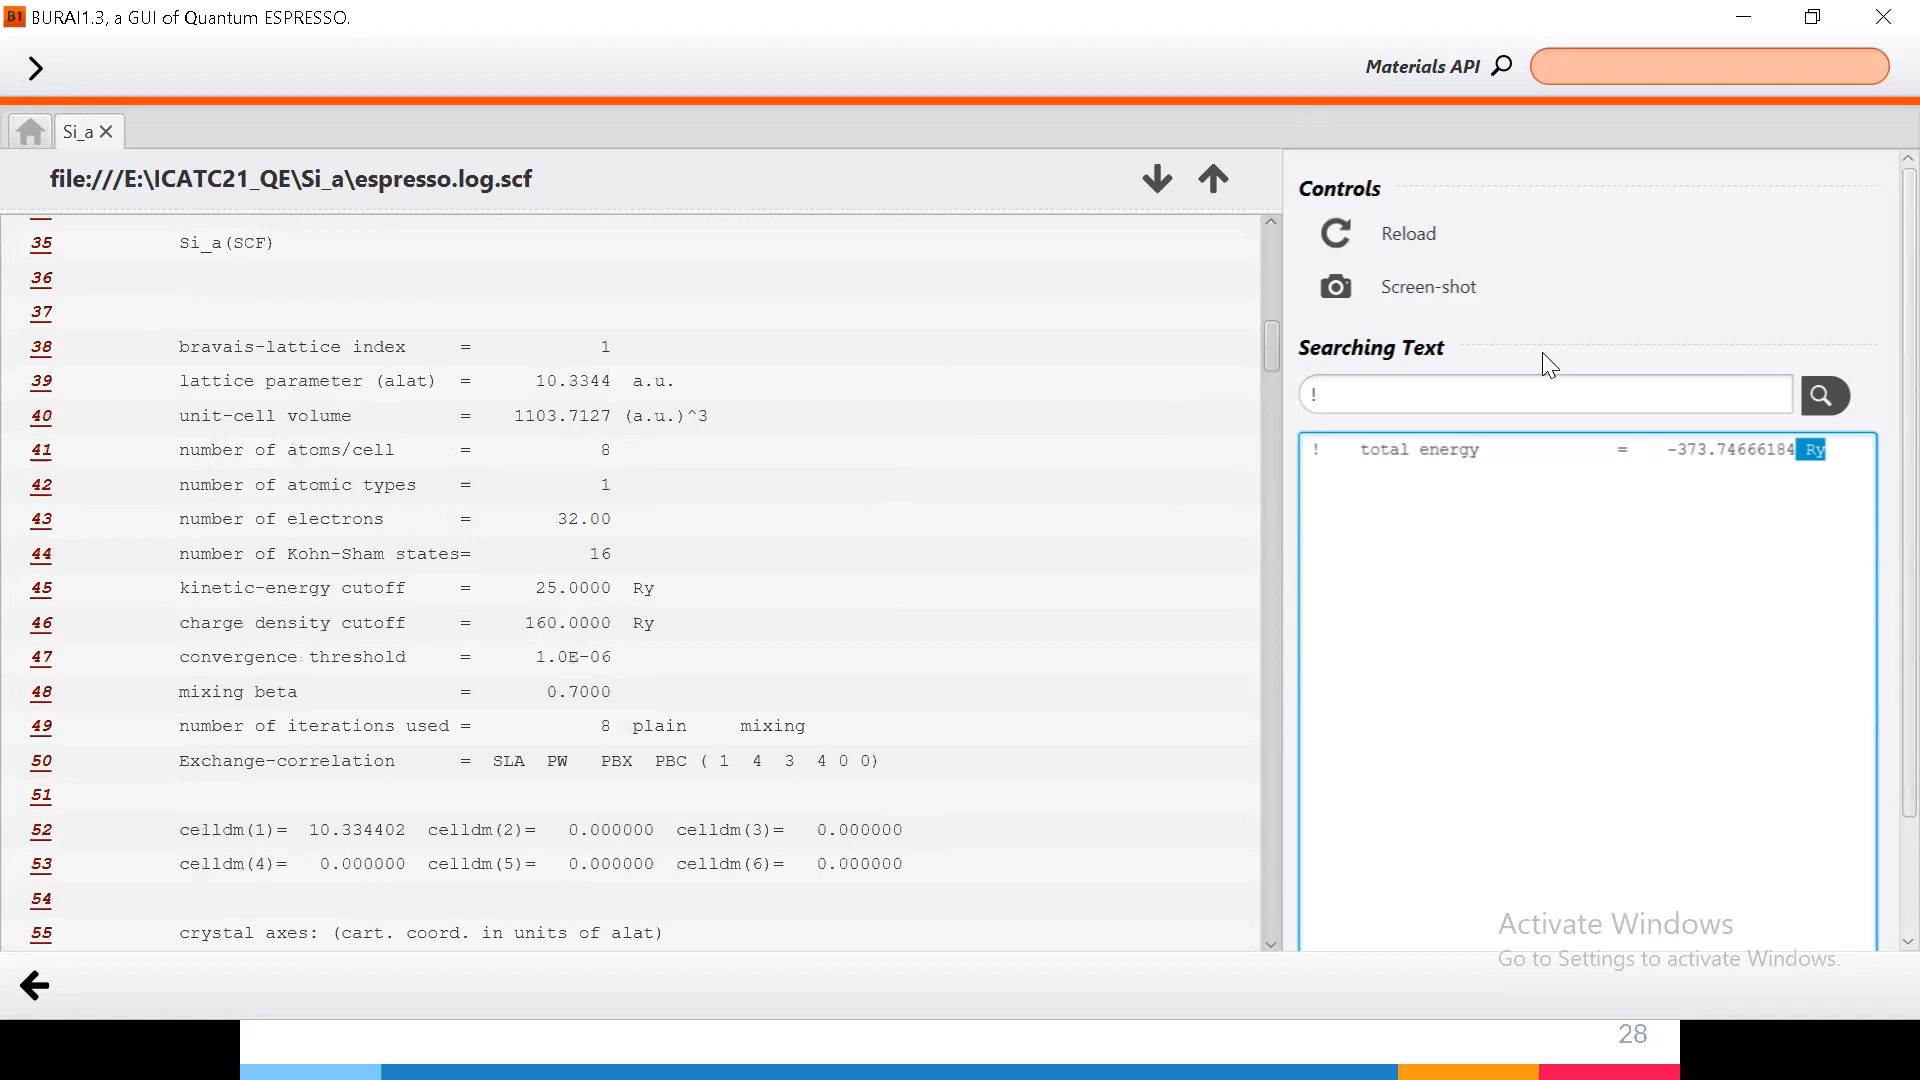 B1 BURAI1.3, a GUI of Quantum ESPRESSO.
Materials API
Si_a
file:///E:\ICATC21_QE\Si_a\espresso.log.scf
35 Si_a(SCF)
36
37
38 bravais-lattice index = 1
39 lattice parameter (alat) = 10.3344 a.u.
40 unit-cell volume = 1103.7127 (a.u.)^3
41 number of atoms/cell = 8
42 number of atomic types = 1
43 number of electrons = 32.00
44 number of Kohn-Sham states= 16
45 kinetic-energy cutoff = 25.0000 Ry
46 charge density cutoff = 160.0000 Ry
47 convergence threshold = 1.0E-06
48 mixing beta = 0.7000
49 number of iterations used = 8 plain mixing
50 Exchange-correlation = SLA PW PBX PBC ( 1 4 3 4 0 0)
51
52 celldm(1)= 10.334402 celldm(2)= 0.000000 celldm(3)= 0.000000
53 celldm(4)= 0.000000 celldm(5)= 0.000000 celldm(6)= 0.000000
54
55 crystal axes: (cart. coord. in units of alat)
Controls
Reload
Screen-shot
Searching Text
!
! total energy = -373.74666184 Ry
Activate Windows
Go to Settings to activate Windows.
28